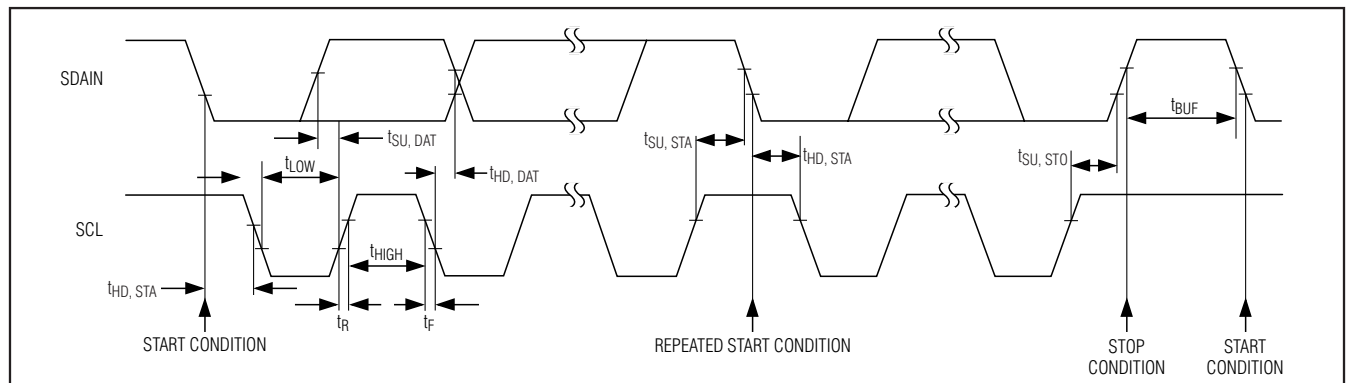 SDAIN
tSU, DAT
tBUF
tSU, STA
tLOW
tHD, STA
tSU, STO
tHD, DAT
SCL
tHIGH
tHD, STA
tR
tF
START CONDITION
REPEATED START CONDITION
STOP
CONDITION
START
CONDITION